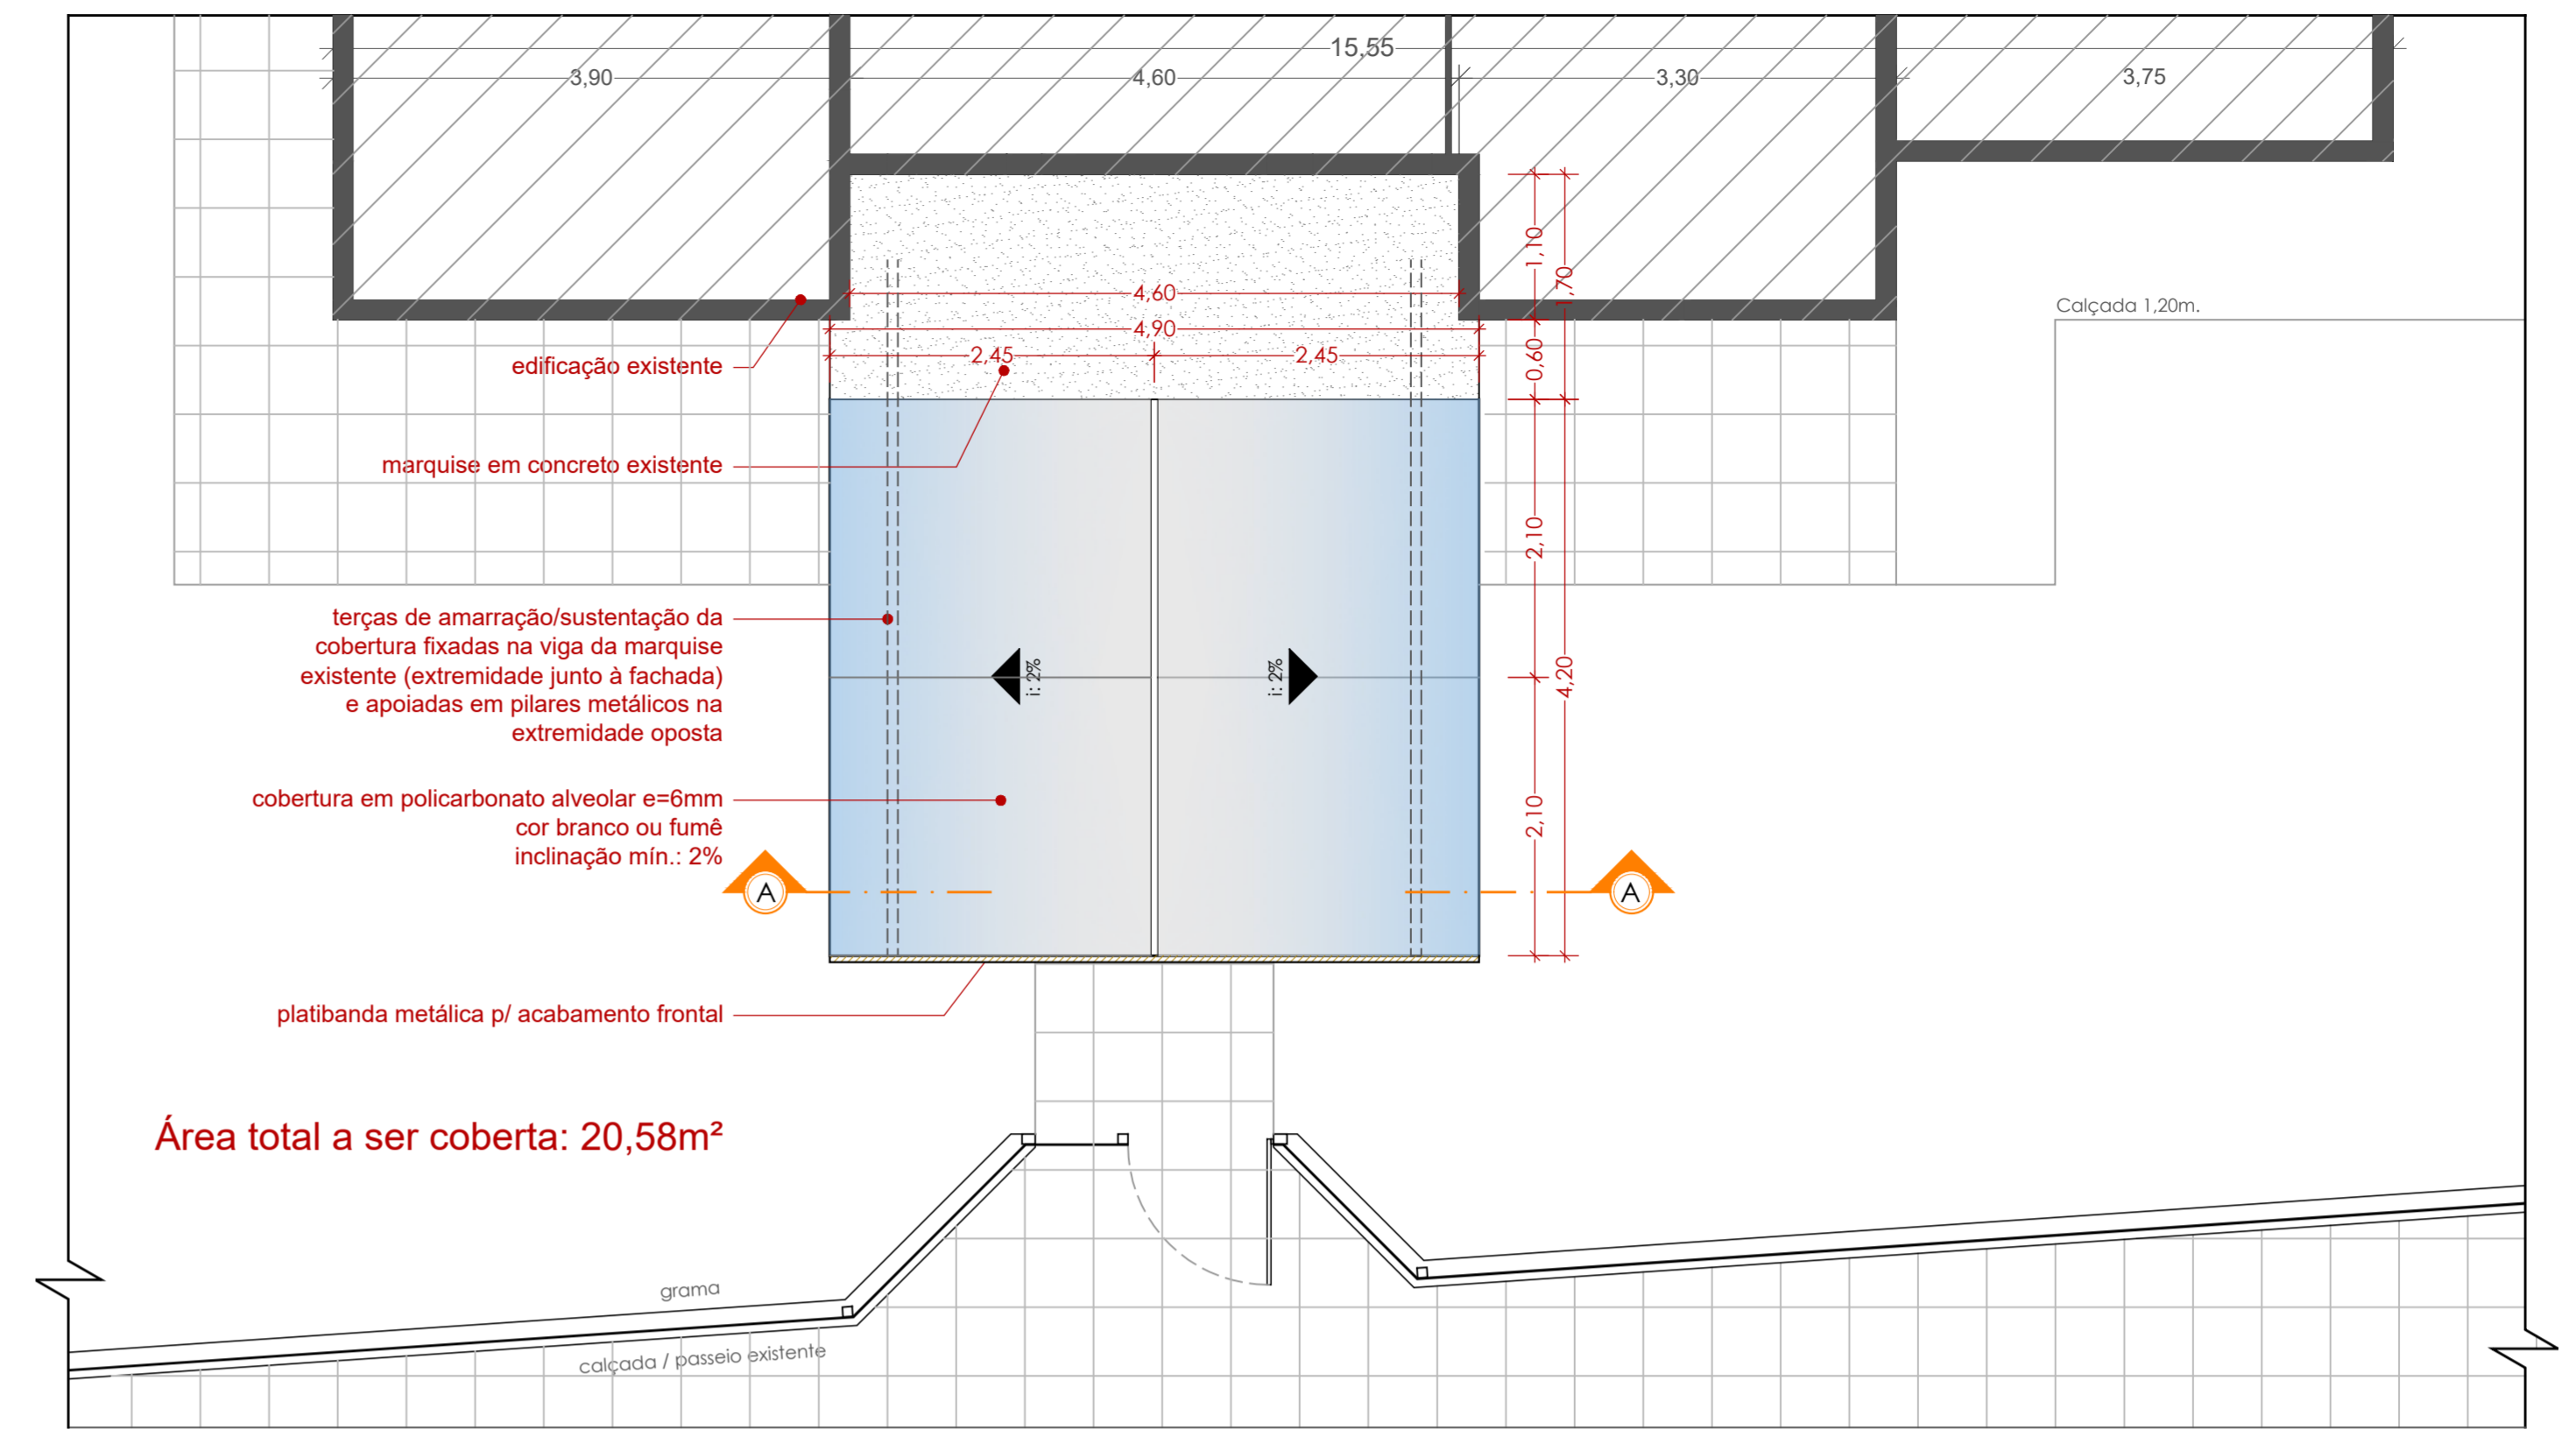 15,55
3,90
4,60
3,30
3,75
1,10
1,70
4,60
Calçada 1,20m.
4,90
2,45
2,45
0,60
edificação existente
marquise em concreto existente
2,10
terças de amarração/sustentação da
cobertura fixadas na viga da marquise
existente (extremidade junto à fachada)
e apoiadas em pilares metálicos na
extremidade oposta
i: 2%
i: 2%
4,20
cobertura em policarbonato alveolar e=6mm
cor branco ou fumê
inclinação mín.: 2%
2,10
A
A
platibanda metálica p/ acabamento frontal
Área total a ser coberta: 20,58m²
grama
calçada / passeio existente